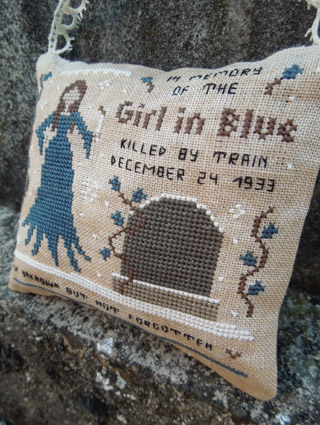 IN MEMORY
OF THE
Girl in Blue
KILLED BY TRAIN
DECEMBER 24 1933
UNKNOWN BUT NOT FORGOTTEN